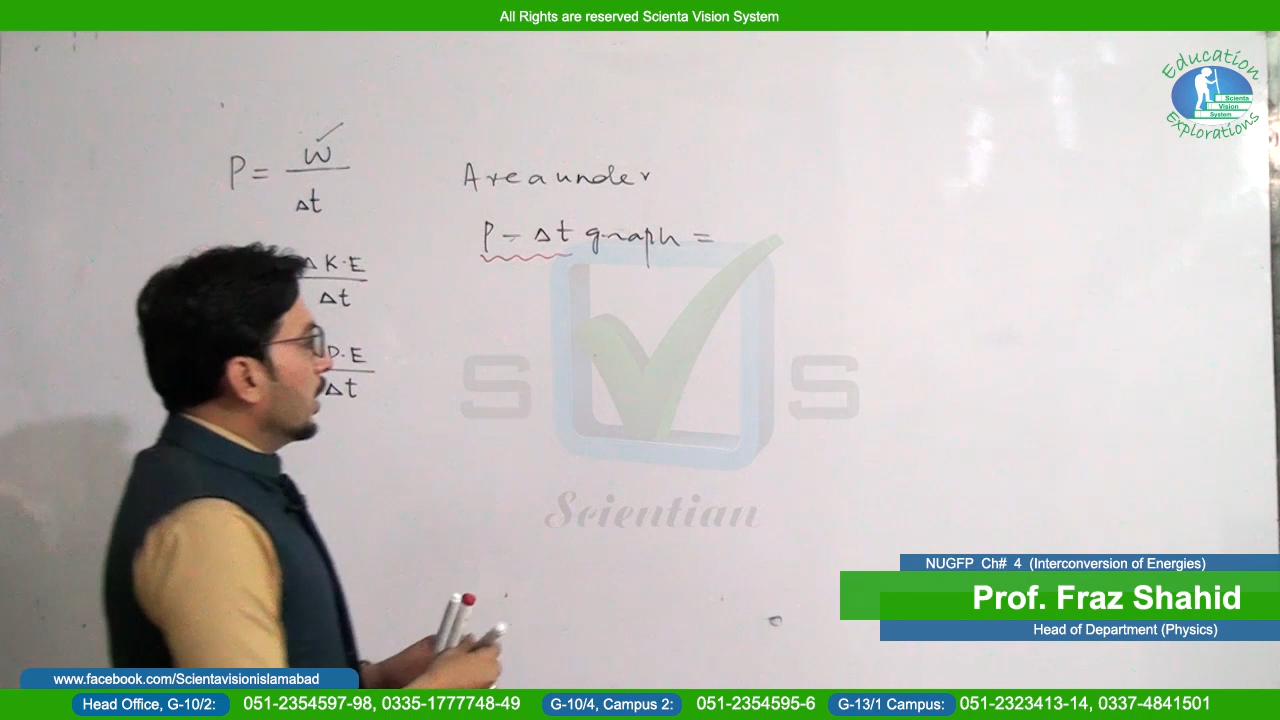 All Rights are reserved Scienta Vision System
Education
Scienta
Vision
System
Explorations
P = W ✓
Δt
Δ K.E
Δt
P.E
Δt
Area under
P - Δt graph =
S S
Scientian
NUGFP Ch# 4 (Interconversion of Energies)
Prof. Fraz Shahid
Head of Department (Physics)
www.facebook.com/Scientavisionislamabad
Head Office, G-10/2: 051-2354597-98, 0335-1777748-49 G-10/4, Campus 2: 051-2354595-6 G-13/1 Campus: 051-2323413-14, 0337-4841501